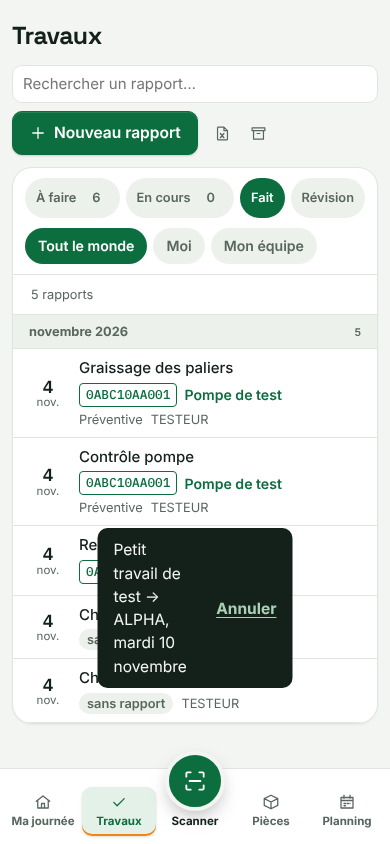 Travaux
Rechercher un rapport...
+ Nouveau rapport
À faire 6 En cours 0 Fait Révision
Tout le monde Moi Mon équipe
5 rapports
novembre 2026 5
4 nov.
Graissage des paliers
0ABC10AA001 Pompe de test
Préventive TESTEUR
4 nov.
Contrôle pompe
0ABC10AA001 Pompe de test
Préventive TESTEUR
4 nov.
4 nov.
4 nov.
sans rapport TESTEUR
Petit
travail de
test →
ALPHA,
mardi 10
novembre
Annuler
Ma journée Travaux Scanner Pièces Planning